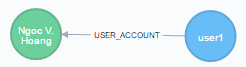 Ngoc V.
Hoang
USER_ACCOUNT
user1